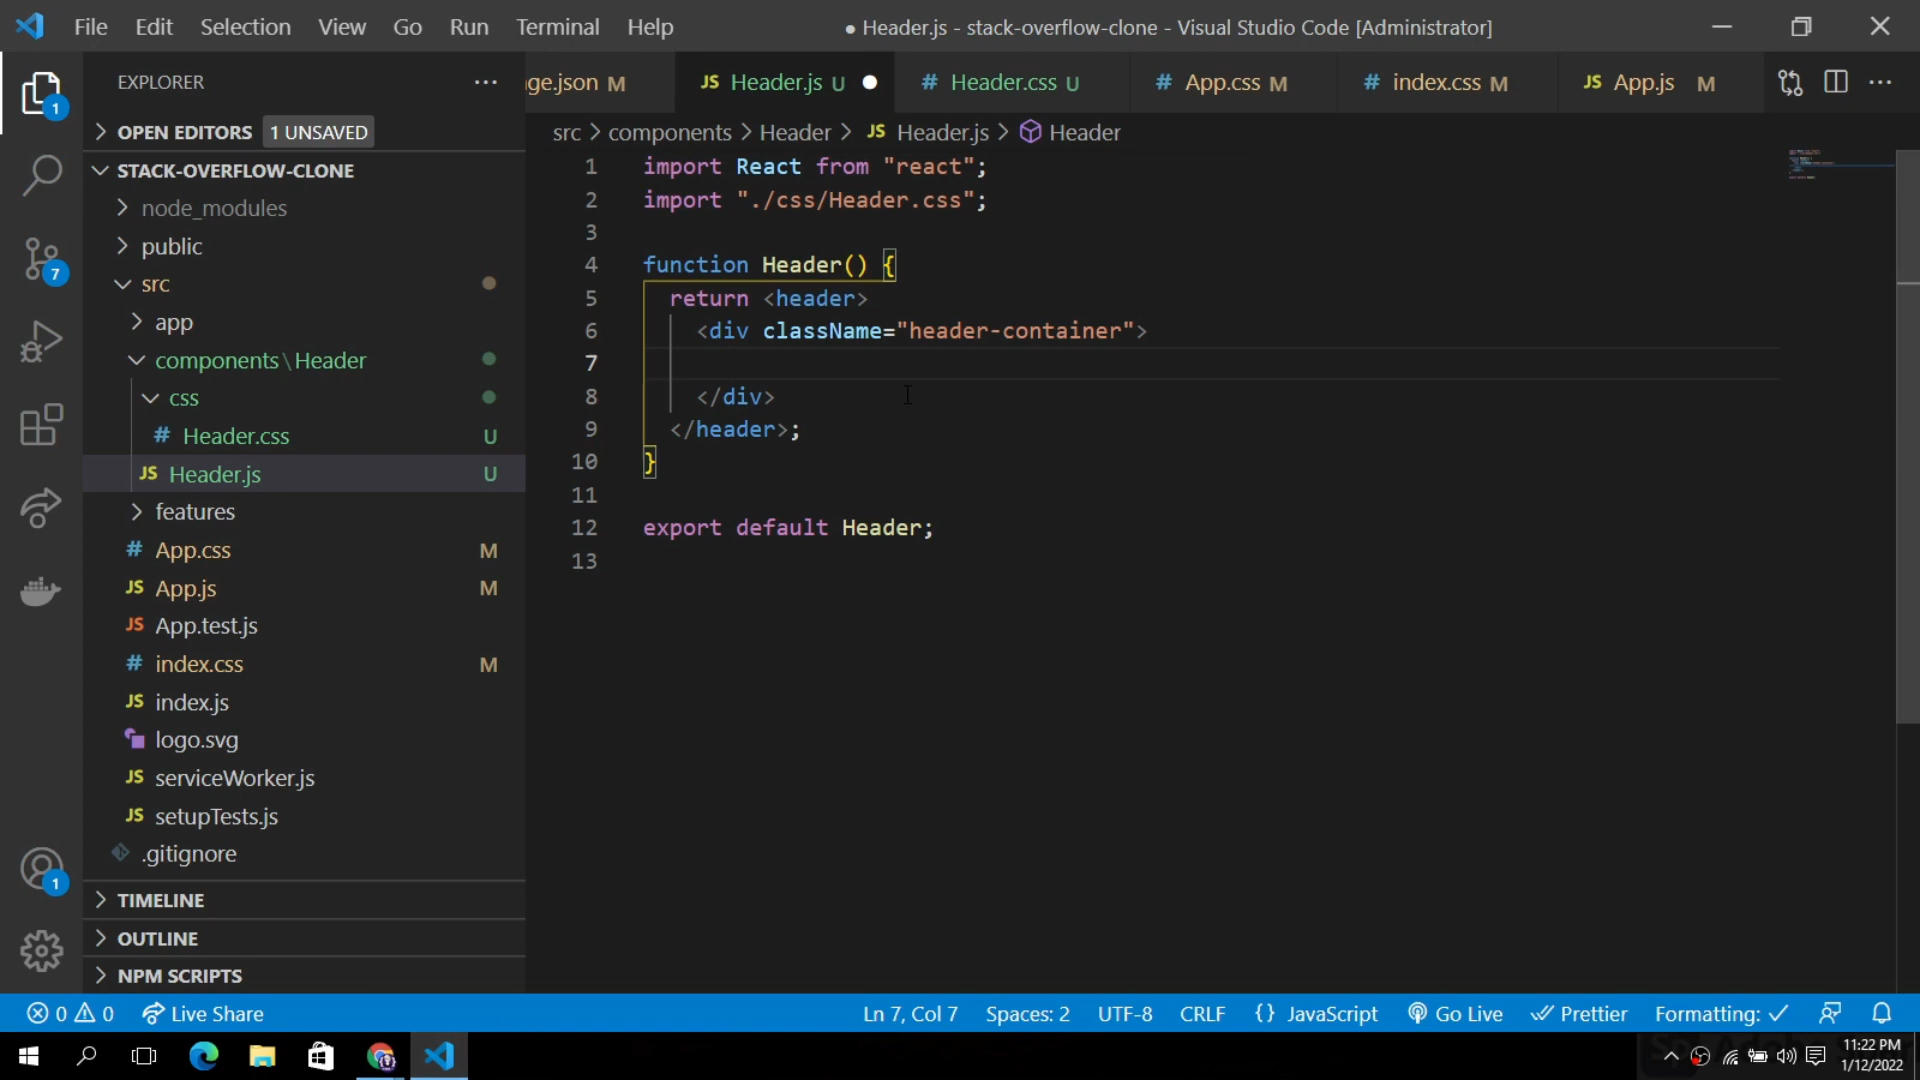 File Edit Selection View Go Run Terminal Help
● Header.js - stack-overflow-clone - Visual Studio Code [Administrator]
EXPLORER ...
OPEN EDITORS 1 UNSAVED
STACK-OVERFLOW-CLONE
node_modules
public
src
app
components\Header
css
# Header.css U
JS Header.js U
features
# App.css M
JS App.js M
JS App.test.js
# index.css M
JS index.js
logo.svg
JS serviceWorker.js
JS setupTests.js
.gitignore
TIMELINE
OUTLINE
NPM SCRIPTS
1
7
1
ge.json M JS Header.js U # Header.css U # App.css M # index.css M JS App.js M ...
src > components > Header > JS Header.js > Header
1 import React from "react";
2 import "./css/Header.css";
3
4 function Header() {
5 return <header>
6 <div className="header-container">
7
8 </div>
9 </header>;
10 }
11
12 export default Header;
13
0 0 Live Share Ln 7, Col 7 Spaces: 2 UTF-8 CRLF {} JavaScript Go Live Prettier Formatting: ✓
11:22 PM
1/12/2022